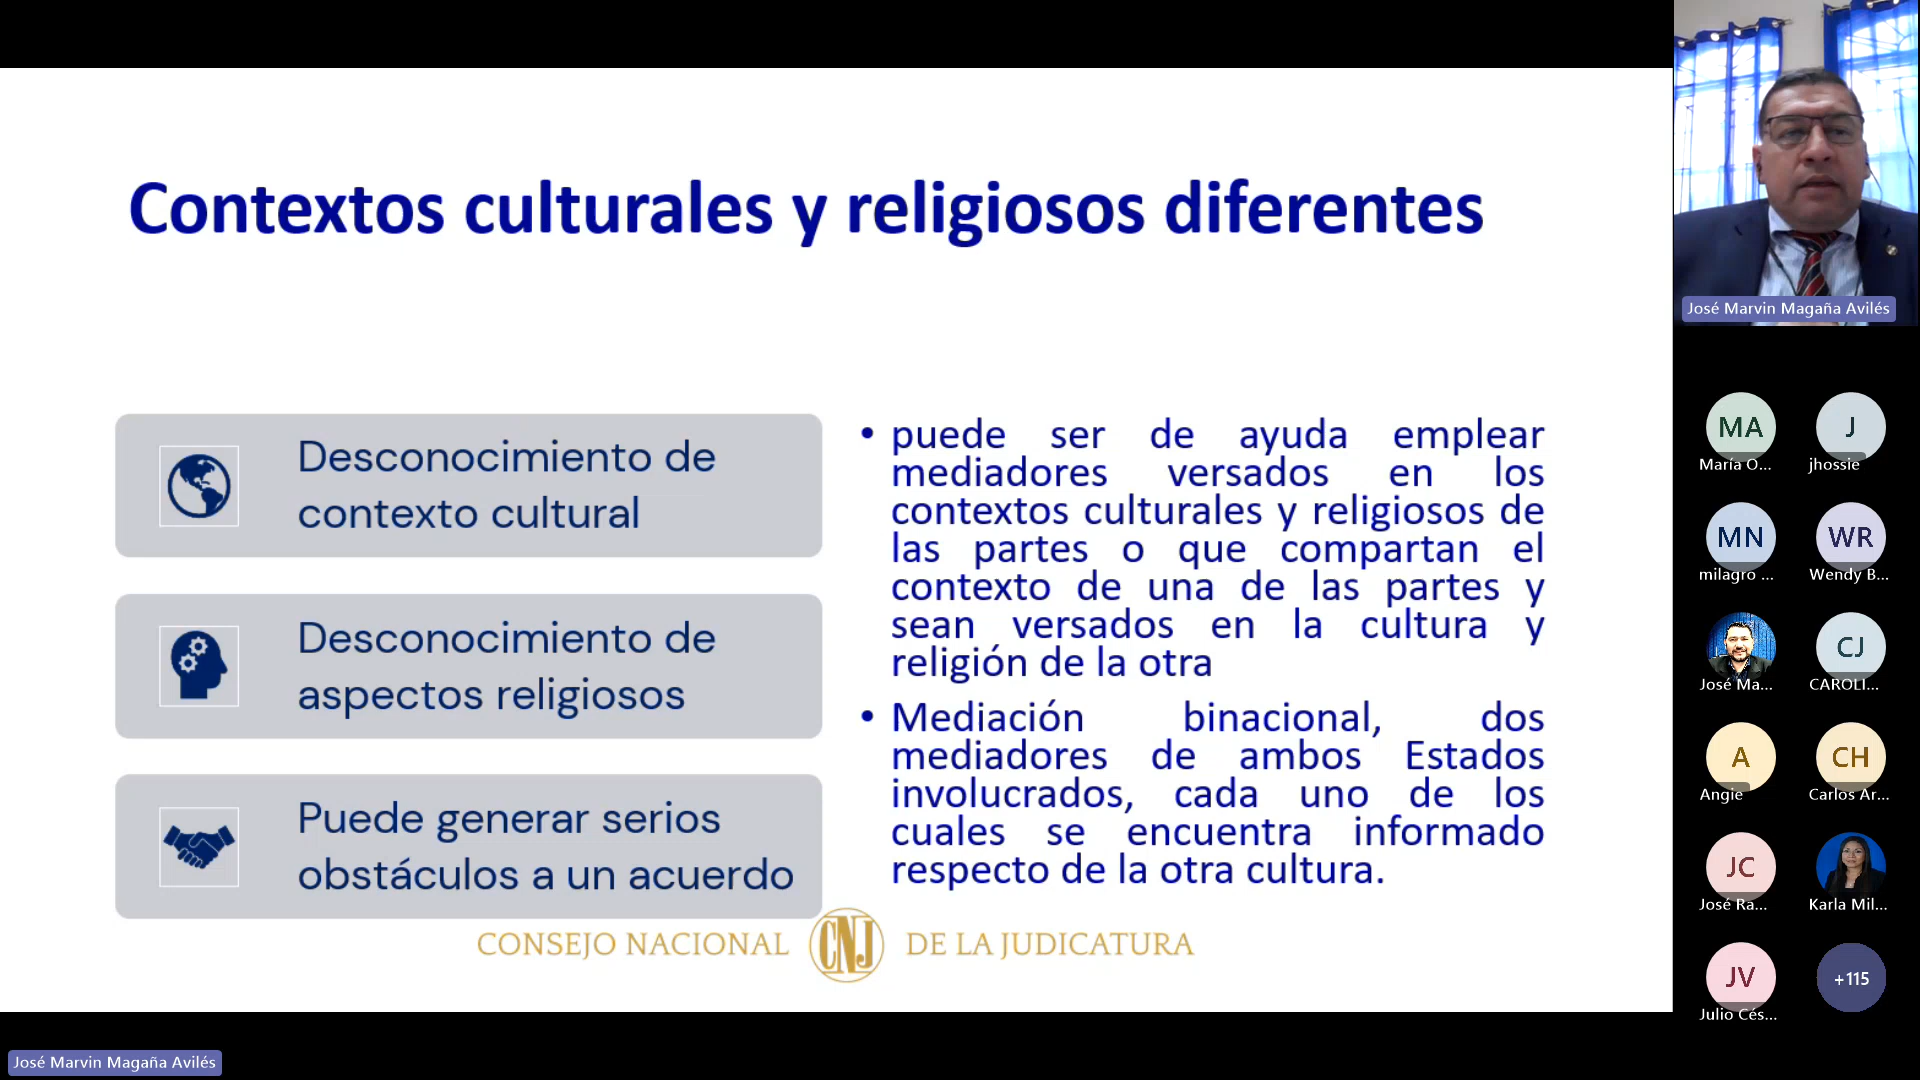 Contextos culturales y religiosos diferentes
Desconocimiento de
contexto cultural
Desconocimiento de
aspectos religiosos
Puede generar serios
obstáculos a un acuerdo
• puede ser de ayuda emplear
mediadores versados en los
contextos culturales y religiosos de
las partes o que compartan el
contexto de una de las partes y
sean versados en la cultura y
religión de la otra
• Mediación binacional, dos
mediadores de ambos Estados
involucrados, cada uno de los
cuales se encuentra informado
respecto de la otra cultura.
CONSEJO NACIONAL CNJ DE LA JUDICATURA
José Marvin Magaña Avilés
MA
María O...
J
jhossie
MN
milagro ...
WR
Wendy B...
José Ma...
CJ
CAROLI...
A
Angie
CH
Carlos Ar...
JC
José Ra...
Karla Mil...
JV
Julio Cés...
+115
José Marvin Magaña Avilés